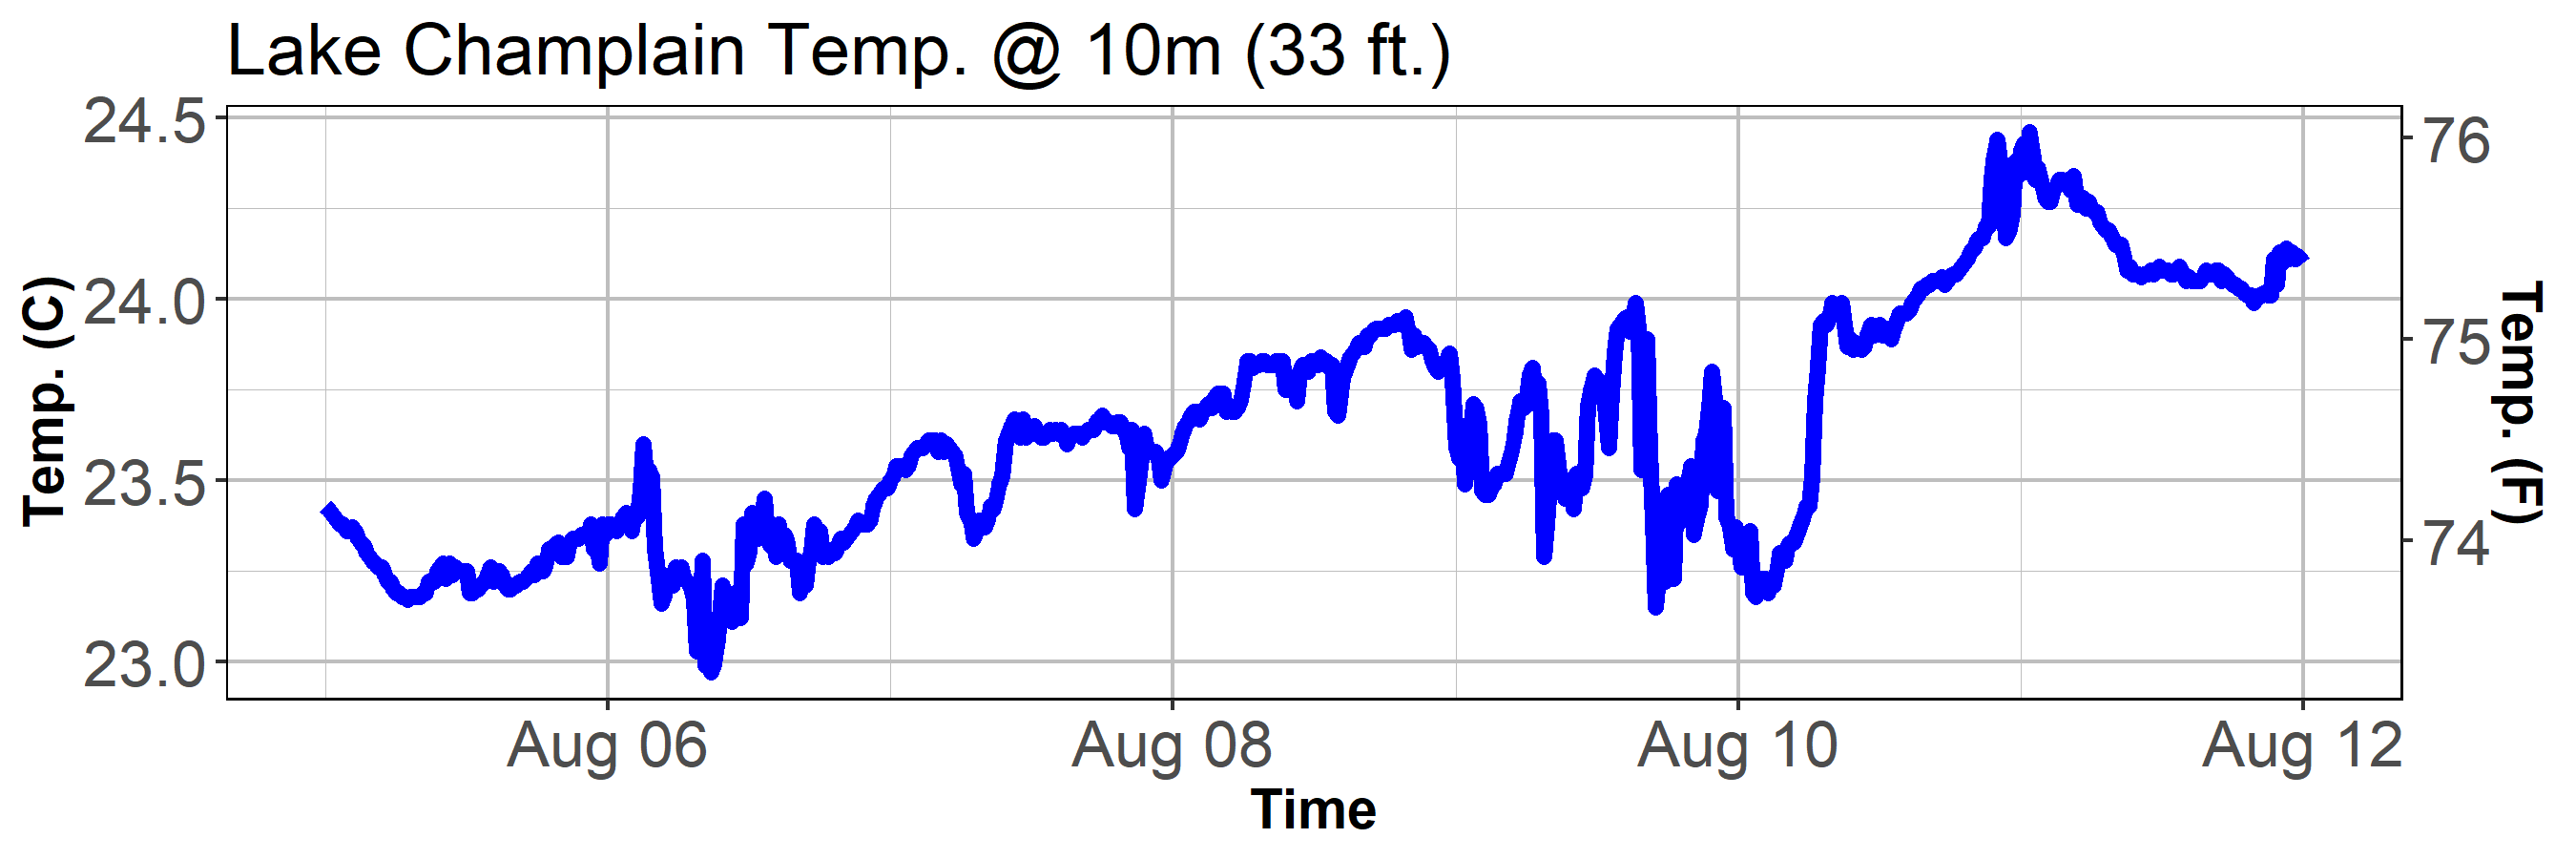 Lake Champlain Temp. @ 10m (33 ft.)
24.5
24.0
23.5
23.0
Temp. (C)
76
75
74
Temp. (F)
Aug 06 Aug 08 Aug 10 Aug 12
Time